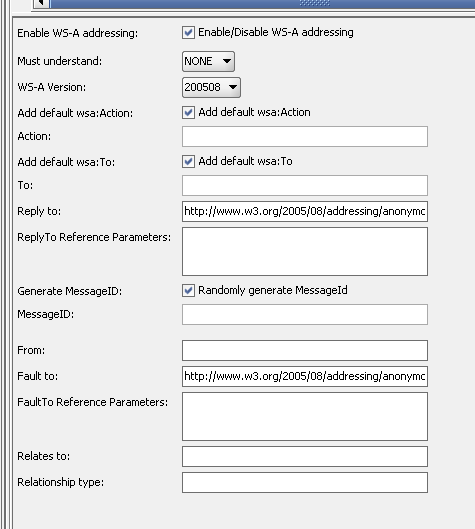 Enable WS-A addressing: Enable/Disable WS-A addressing
Must understand: NONE
WS-A Version: 200508
Add default wsa:Action: Add default wsa:Action
Action:
Add default wsa:To: Add default wsa:To
To:
Reply to: http://www.w3.org/2005/08/addressing/anonymo
ReplyTo Reference Parameters:
Generate MessageID: Randomly generate MessageId
MessageID:
From:
Fault to: http://www.w3.org/2005/08/addressing/anonymo
FaultTo Reference Parameters:
Relates to:
Relationship type: